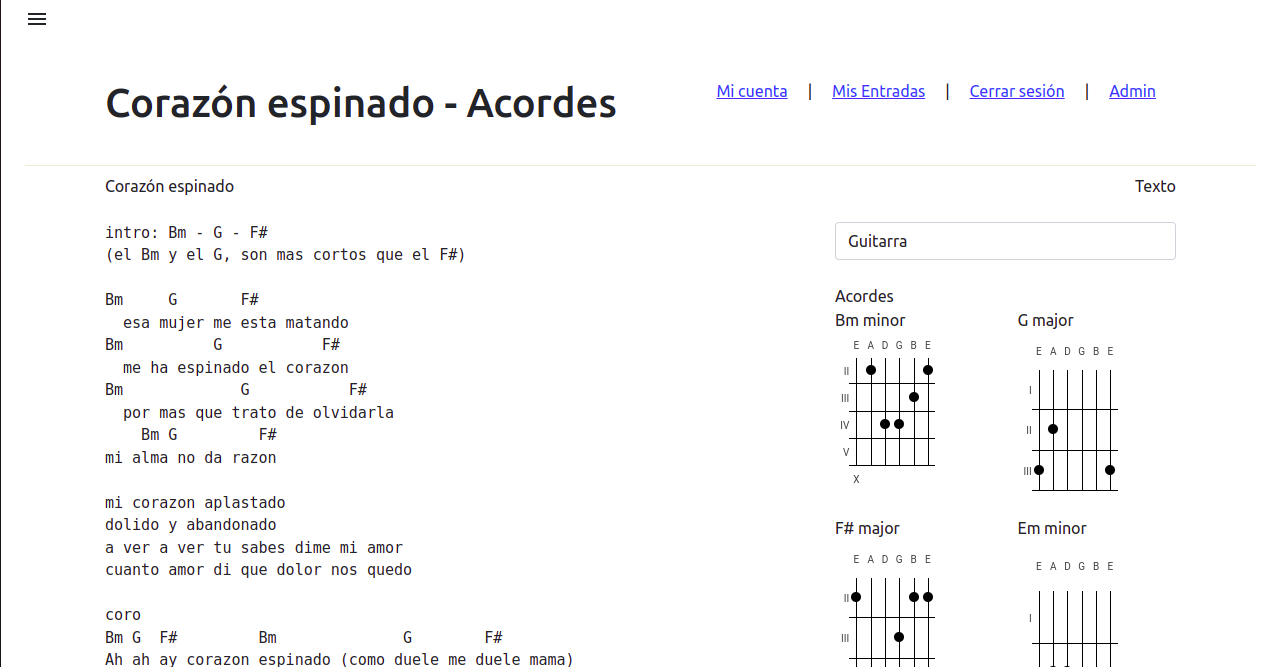 Corazón espinado - Acordes
Mi cuenta | Mis Entradas | Cerrar sesión | Admin
Corazón espinado
Texto
intro: Bm - G - F#
(el Bm y el G, son mas cortos que el F#)
Bm     G       F#
  esa mujer me esta matando
Bm          G           F#
  me ha espinado el corazon
Bm             G           F#
  por mas que trato de olvidarla
    Bm G         F#
mi alma no da razon
mi corazon aplastado
dolido y abandonado
a ver a ver tu sabes dime mi amor
cuanto amor di que dolor nos quedo
coro
Bm G  F#         Bm              G        F#
Ah ah ay corazon espinado (como duele me duele mama)
Guitarra
Acordes
Bm minor
E A D G B E
II
III
IV
V
X
G major
E A D G B E
I
II
III
F# major
E A D G B E
II
III
Em minor
E A D G B E
I